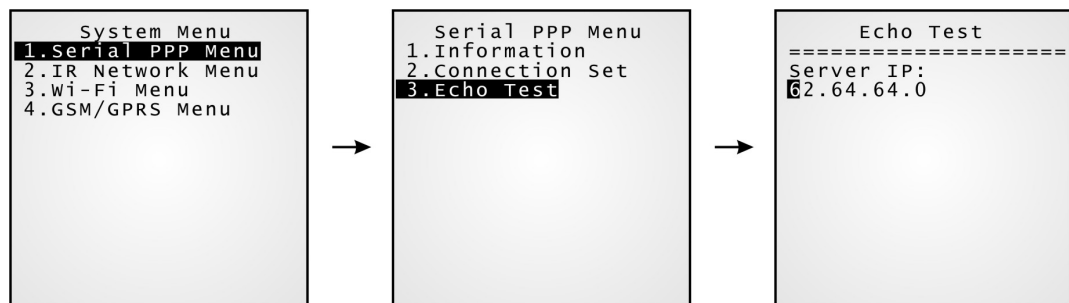 System Menu
1.Serial PPP Menu
2.IR Network Menu
3.Wi-Fi Menu
4.GSM/GPRS Menu
Serial PPP Menu
1.Information
2.Connection Set
3.Echo Test
Echo Test
====================
Server IP:
62.64.64.0